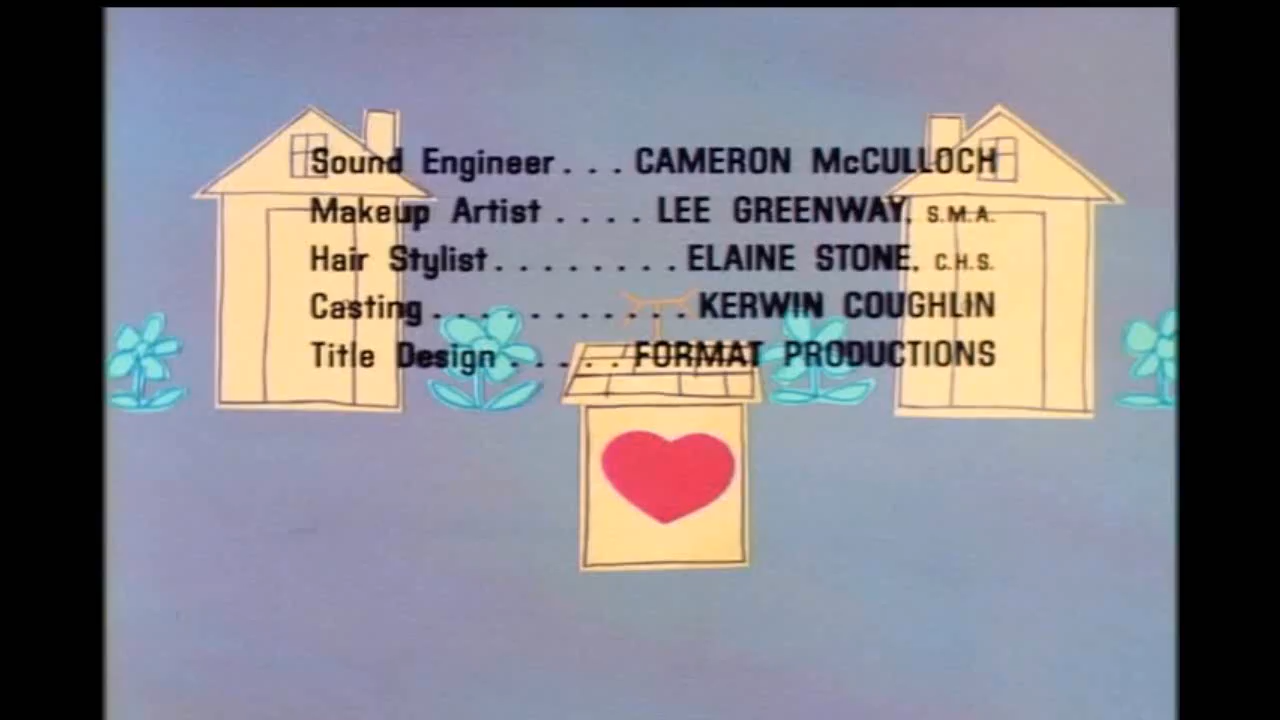 Sound Engineer . . . CAMERON McCULLOCH
Makeup Artist . . . . LEE GREENWAY, S.M.A.
Hair Stylist . . . . . . . . ELAINE STONE, C.H.S.
Casting . . . . . . . . . . . KERWIN COUGHLIN
Title Design . . . . . FORMAT PRODUCTIONS